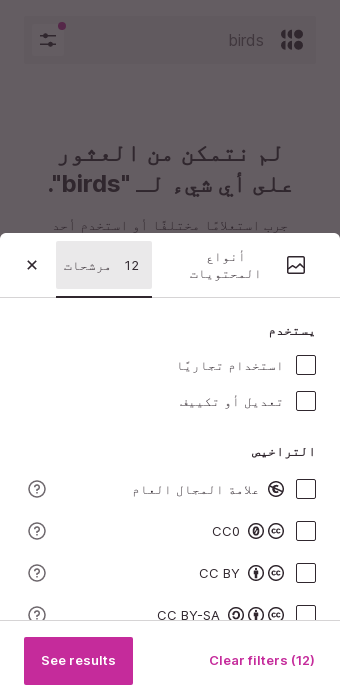 birds
لم نتمكن من العثور
على أي شيء لـ "birds".
جرب استعلامًا مختلفًا أو استخدم أحد
أنواع
المحتويات
12 مرشحات
يستخدم
استخدام تجاريًا
تعديل أو تكييف
التراخيص
علامة المجال العام
CC0
CC BY
CC BY-SA
Clear filters (12)
See results